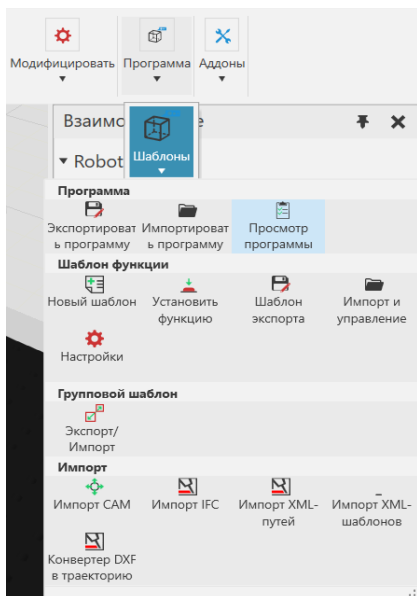 Модифицировать Программа Аддоны
Взаимо
Robot
Шаблоны
Программа
Экспортироват Импортироват Просмотр
ь программу ь программу программы
Шаблон функции
Новый шаблон Установить Шаблон Импорт и
функцию экспорта управление
Настройки
Групповой шаблон
Экспорт/
Импорт
Импорт
Импорт CAM Импорт IFC Импорт XML- Импорт XML-
путей шаблонов
Конвертер DXF
в траекторию